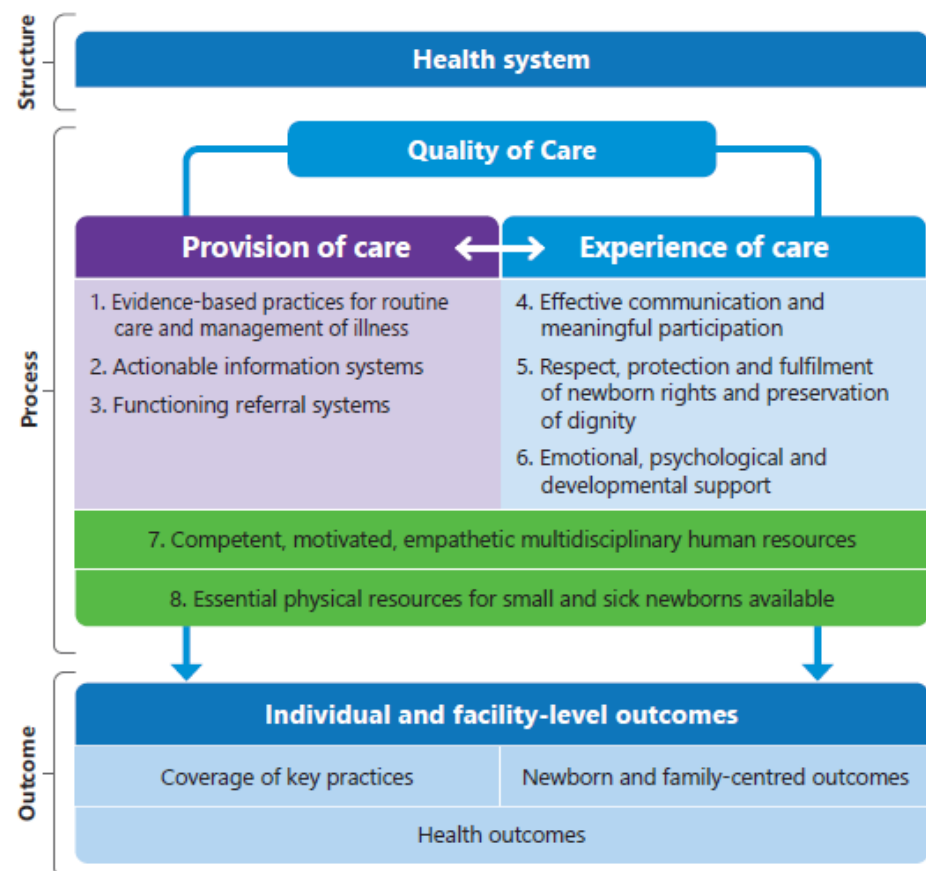 Structure
Health system
Process
Quality of Care
Provision of care
Experience of care
1. Evidence-based practices for routine
care and management of illness
2. Actionable information systems
3. Functioning referral systems
4. Effective communication and
meaningful participation
5. Respect, protection and fulfilment
of newborn rights and preservation
of dignity
6. Emotional, psychological and
developmental support
7. Competent, motivated, empathetic multidisciplinary human resources
8. Essential physical resources for small and sick newborns available
Outcome
Individual and facility-level outcomes
Coverage of key practices
Newborn and family-centred outcomes
Health outcomes